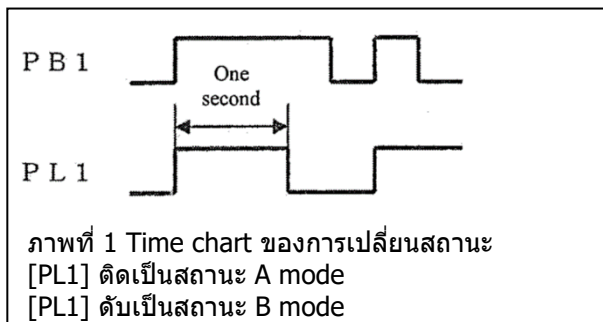 PB1
One
second
PL1
ภาพที่ 1 Time chart ของการเปลี่ยนสถานะ
[PL1] ติดเป็นสถานะ A mode
[PL1] ดับเป็นสถานะ B mode